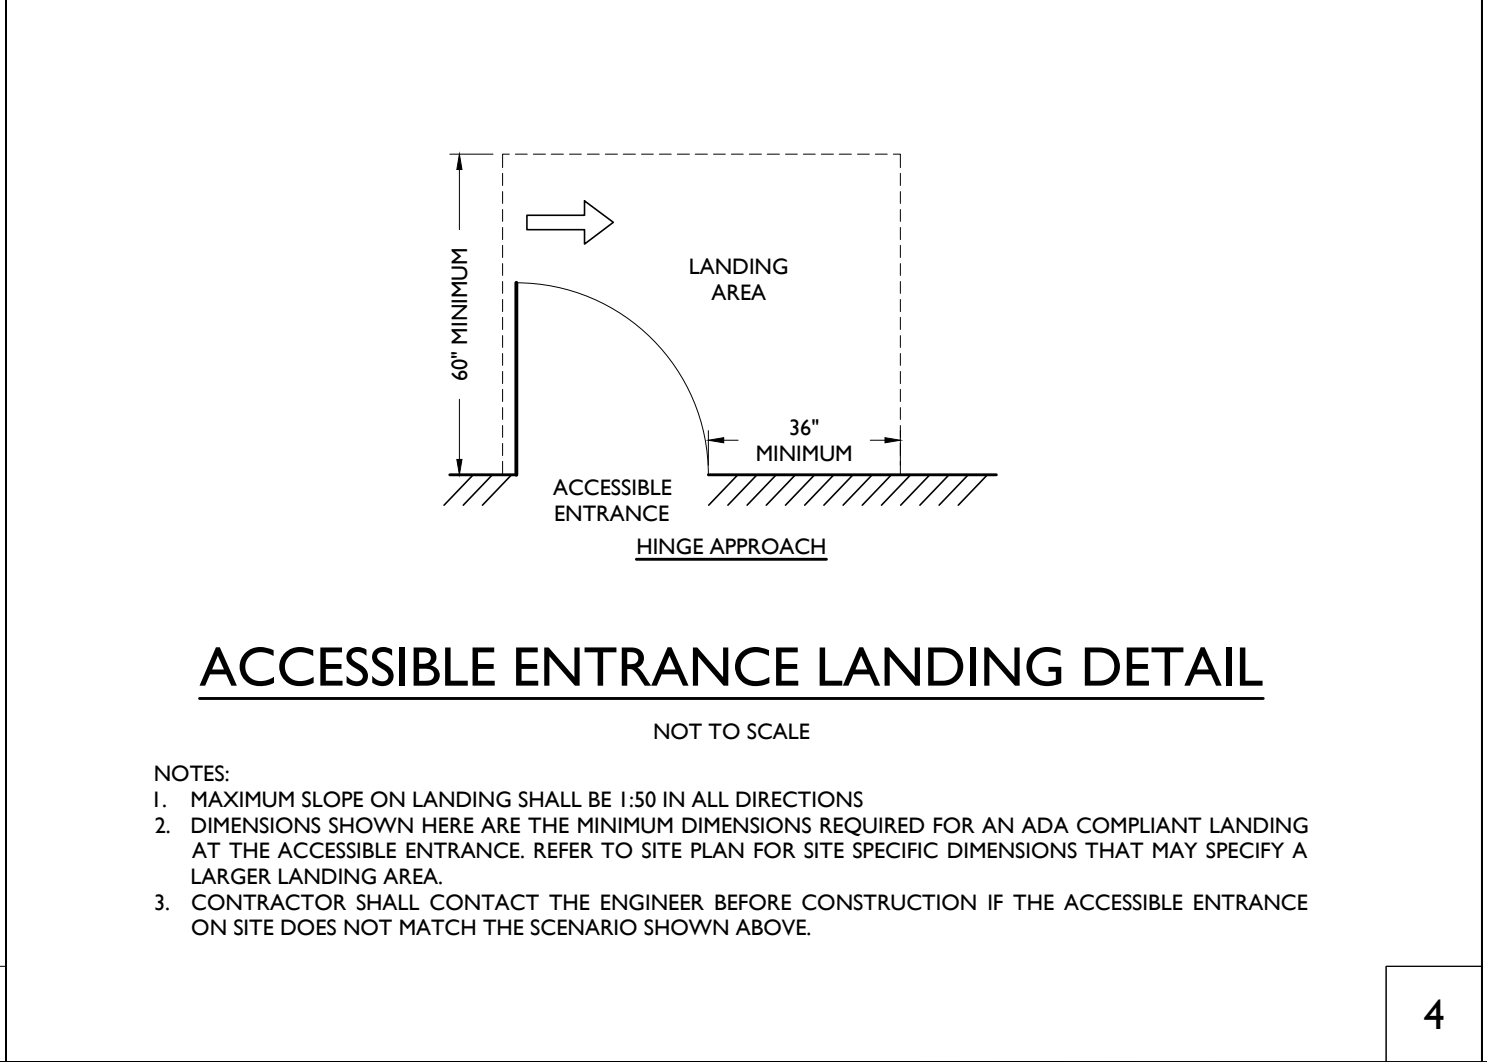 60" MINIMUM
LANDING
AREA
36"
MINIMUM
ACCESSIBLE
ENTRANCE
HINGE APPROACH
ACCESSIBLE ENTRANCE LANDING DETAIL
NOT TO SCALE
NOTES:
1. MAXIMUM SLOPE ON LANDING SHALL BE 1:50 IN ALL DIRECTIONS
2. DIMENSIONS SHOWN HERE ARE THE MINIMUM DIMENSIONS REQUIRED FOR AN ADA COMPLIANT LANDING
AT THE ACCESSIBLE ENTRANCE. REFER TO SITE PLAN FOR SITE SPECIFIC DIMENSIONS THAT MAY SPECIFY A
LARGER LANDING AREA.
3. CONTRACTOR SHALL CONTACT THE ENGINEER BEFORE CONSTRUCTION IF THE ACCESSIBLE ENTRANCE
ON SITE DOES NOT MATCH THE SCENARIO SHOWN ABOVE.
4